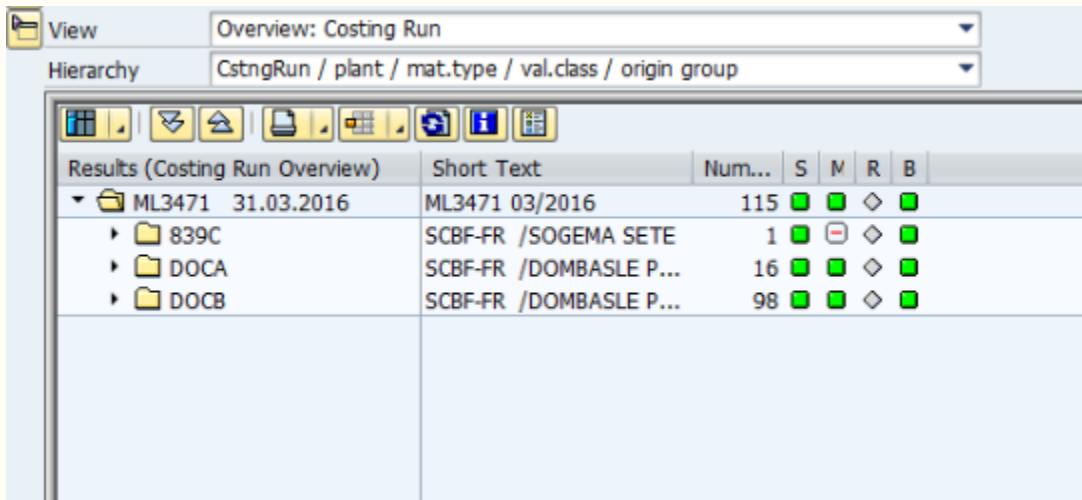 View Overview: Costing Run
Hierarchy CstngRun / plant / mat.type / val.class / origin group
Results (Costing Run Overview) Short Text Num... S M R B
ML3471 31.03.2016 ML3471 03/2016 115
839C SCBF-FR /SOGEMA SETE 1
DOCA SCBF-FR /DOMBASLE P... 16
DOCB SCBF-FR /DOMBASLE P... 98